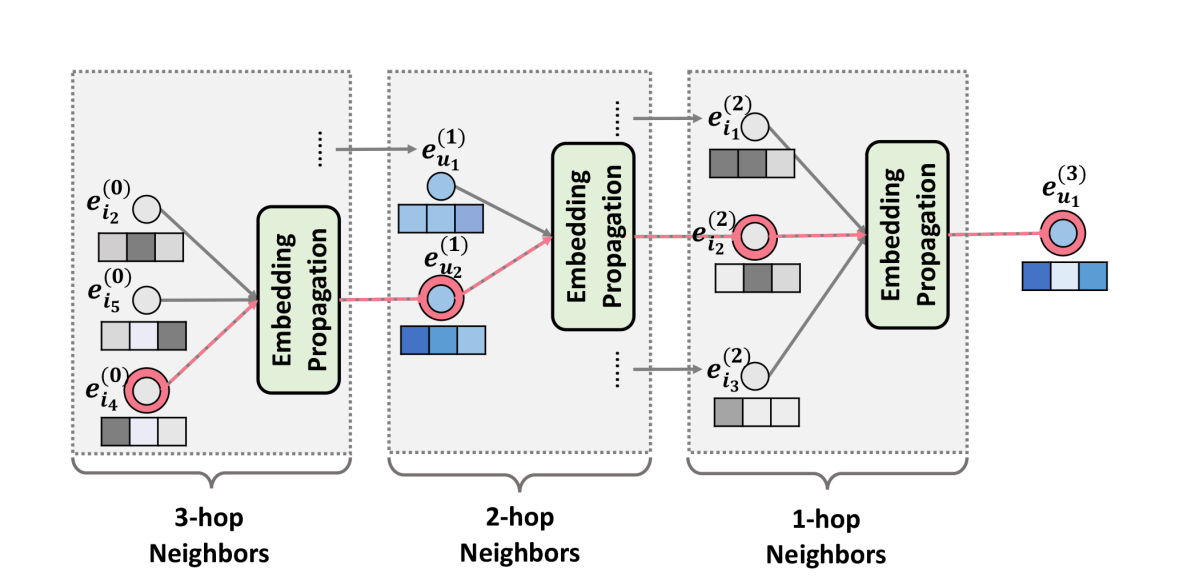 e_{i_2}^{(0)}
e_{i_5}^{(0)}
e_{i_4}^{(0)}
Embedding
Propagation
3-hop
Neighbors
e_{u_1}^{(1)}
e_{u_2}^{(1)}
Embedding
Propagation
2-hop
Neighbors
e_{i_1}^{(2)}
e_{i_2}^{(2)}
e_{i_3}^{(2)}
Embedding
Propagation
1-hop
Neighbors
e_{u_1}^{(3)}